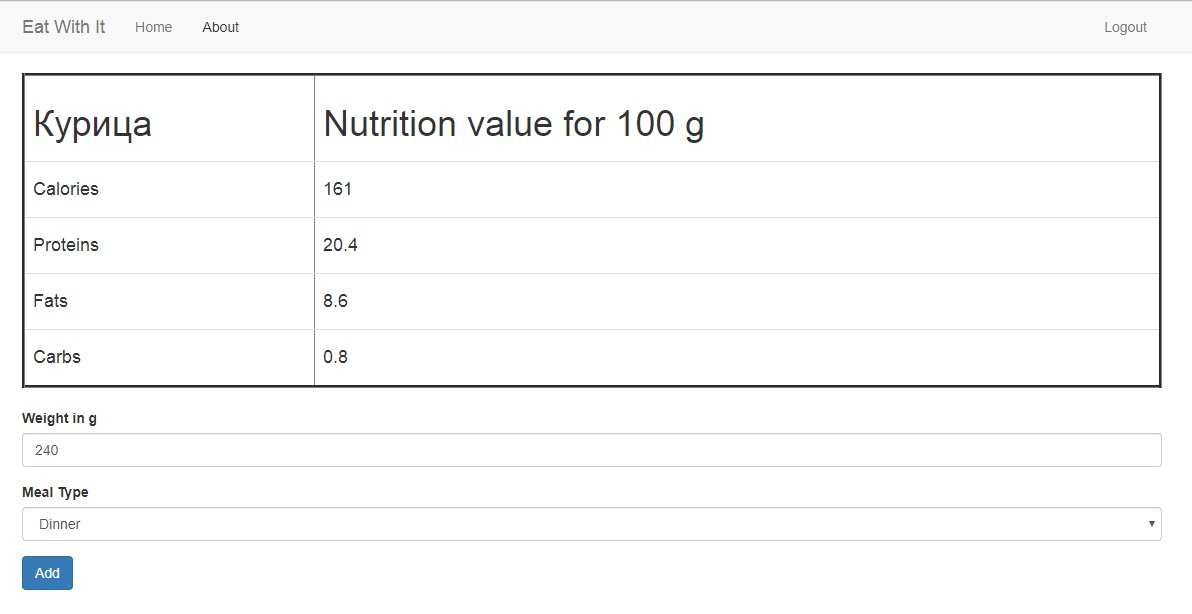 Eat With It Home About Logout
Курица Nutrition value for 100 g
Calories 161
Proteins 20.4
Fats 8.6
Carbs 0.8
Weight in g
240
Meal Type
Dinner
Add